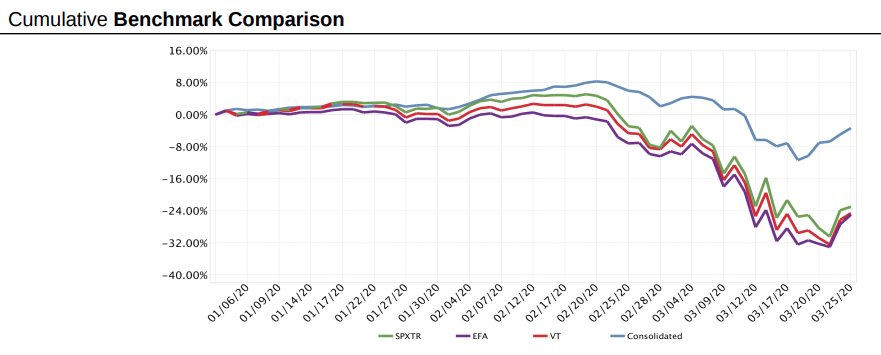 Cumulative Benchmark Comparison
16.00%
8.00%
0.00%
-8.00%
-16.00%
-24.00%
-32.00%
-40.00%
01/06/20 01/09/20 01/14/20 01/17/20 01/22/20 01/27/20 01/30/20 02/04/20 02/07/20 02/12/20 02/17/20 02/20/20 02/25/20 02/28/20 03/04/20 03/09/20 03/12/20 03/17/20 03/20/20 03/25/20
SPXTR EFA VT Consolidated